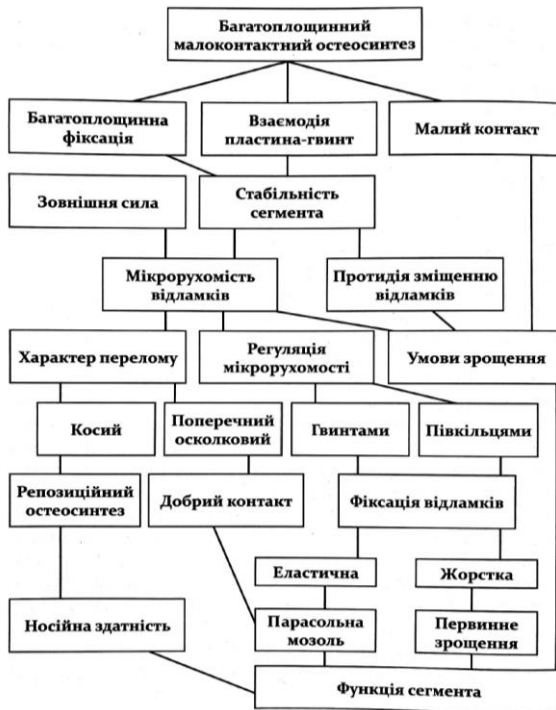 Багатоплощинний
малоконтактний остеосинтез
Багатоплощинна
фіксація
Взаємодія
пластина-гвинт
Малий контакт
Зовнішня сила
Стабільність
сегмента
Мікрорухомість
відламків
Протидія зміщенню
відламків
Характер перелому
Регуляція
мікрорухомості
Умови зрощення
Косий
Поперечний
осколковий
Гвинтами
Півкільцями
Репозиційний
остеосинтез
Добрий контакт
Фіксація відламків
Еластична
Жорстка
Носійна здатність
Парасольна
мозоль
Первинне
зрощення
Функція сегмента